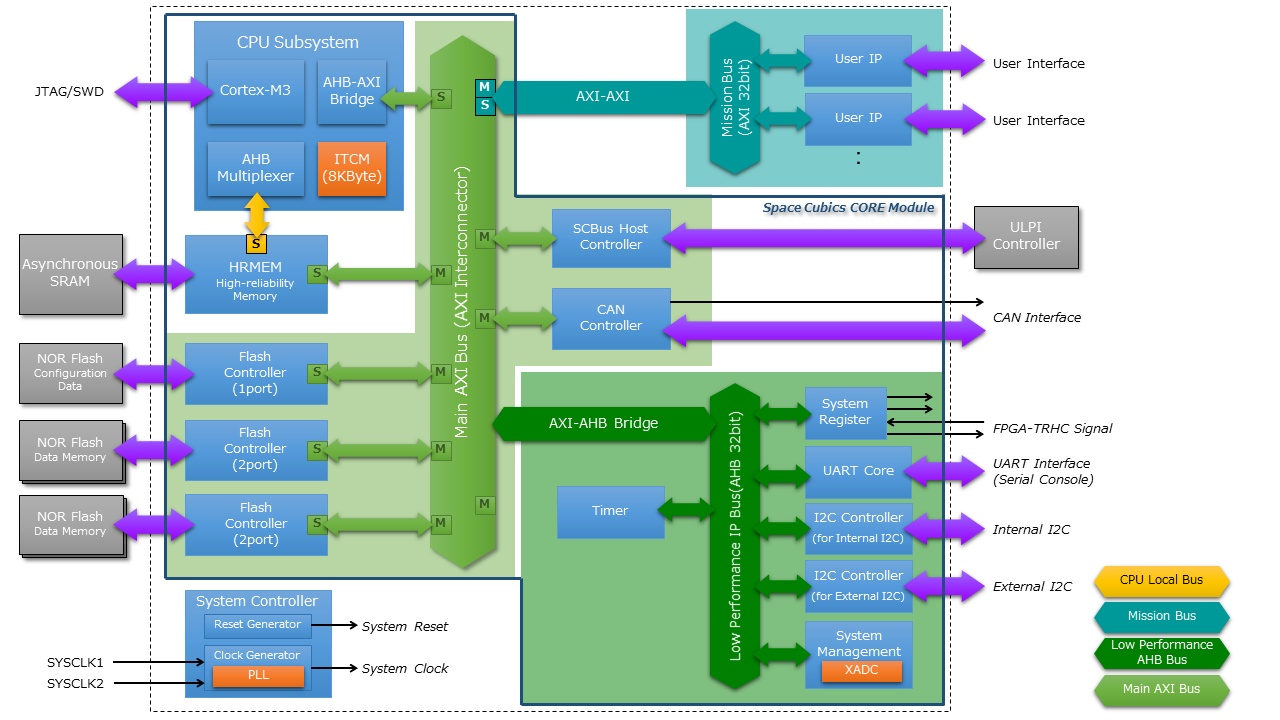 CPU Subsystem
Cortex-M3
AHB-AXI
Bridge
AHB
Multiplexer
ITCM
(8KByte)
JTAG/SWD
S
M
S
AXI-AXI
Mission Bus
(AXI 32bit)
User IP
User IP
:
User Interface
User Interface
Space Cubics CORE Module
Main AXI Bus (AXI Interconnector)
Asynchronous
SRAM
S
HRMEM
High-reliability
Memory
S
M
M
SCBus Host
Controller
ULPI
Controller
M
CAN
Controller
CAN Interface
NOR Flash
Configuration
Data
Flash
Controller
(1port)
S
M
NOR Flash
Data Memory
Flash
Controller
(2port)
S
M
NOR Flash
Data Memory
Flash
Controller
(2port)
S
M
M
AXI-AHB Bridge
Low Performance IP Bus(AHB 32bit)
Timer
System
Register
FPGA-TRHC Signal
UART Core
UART Interface
(Serial Console)
I2C Controller
(for Internal I2C)
Internal I2C
I2C Controller
(for External I2C)
External I2C
System
Management
XADC
System Controller
Reset Generator
System Reset
Clock Generator
PLL
System Clock
SYSCLK1
SYSCLK2
CPU Local Bus
Mission Bus
Low Performance
AHB Bus
Main AXI Bus